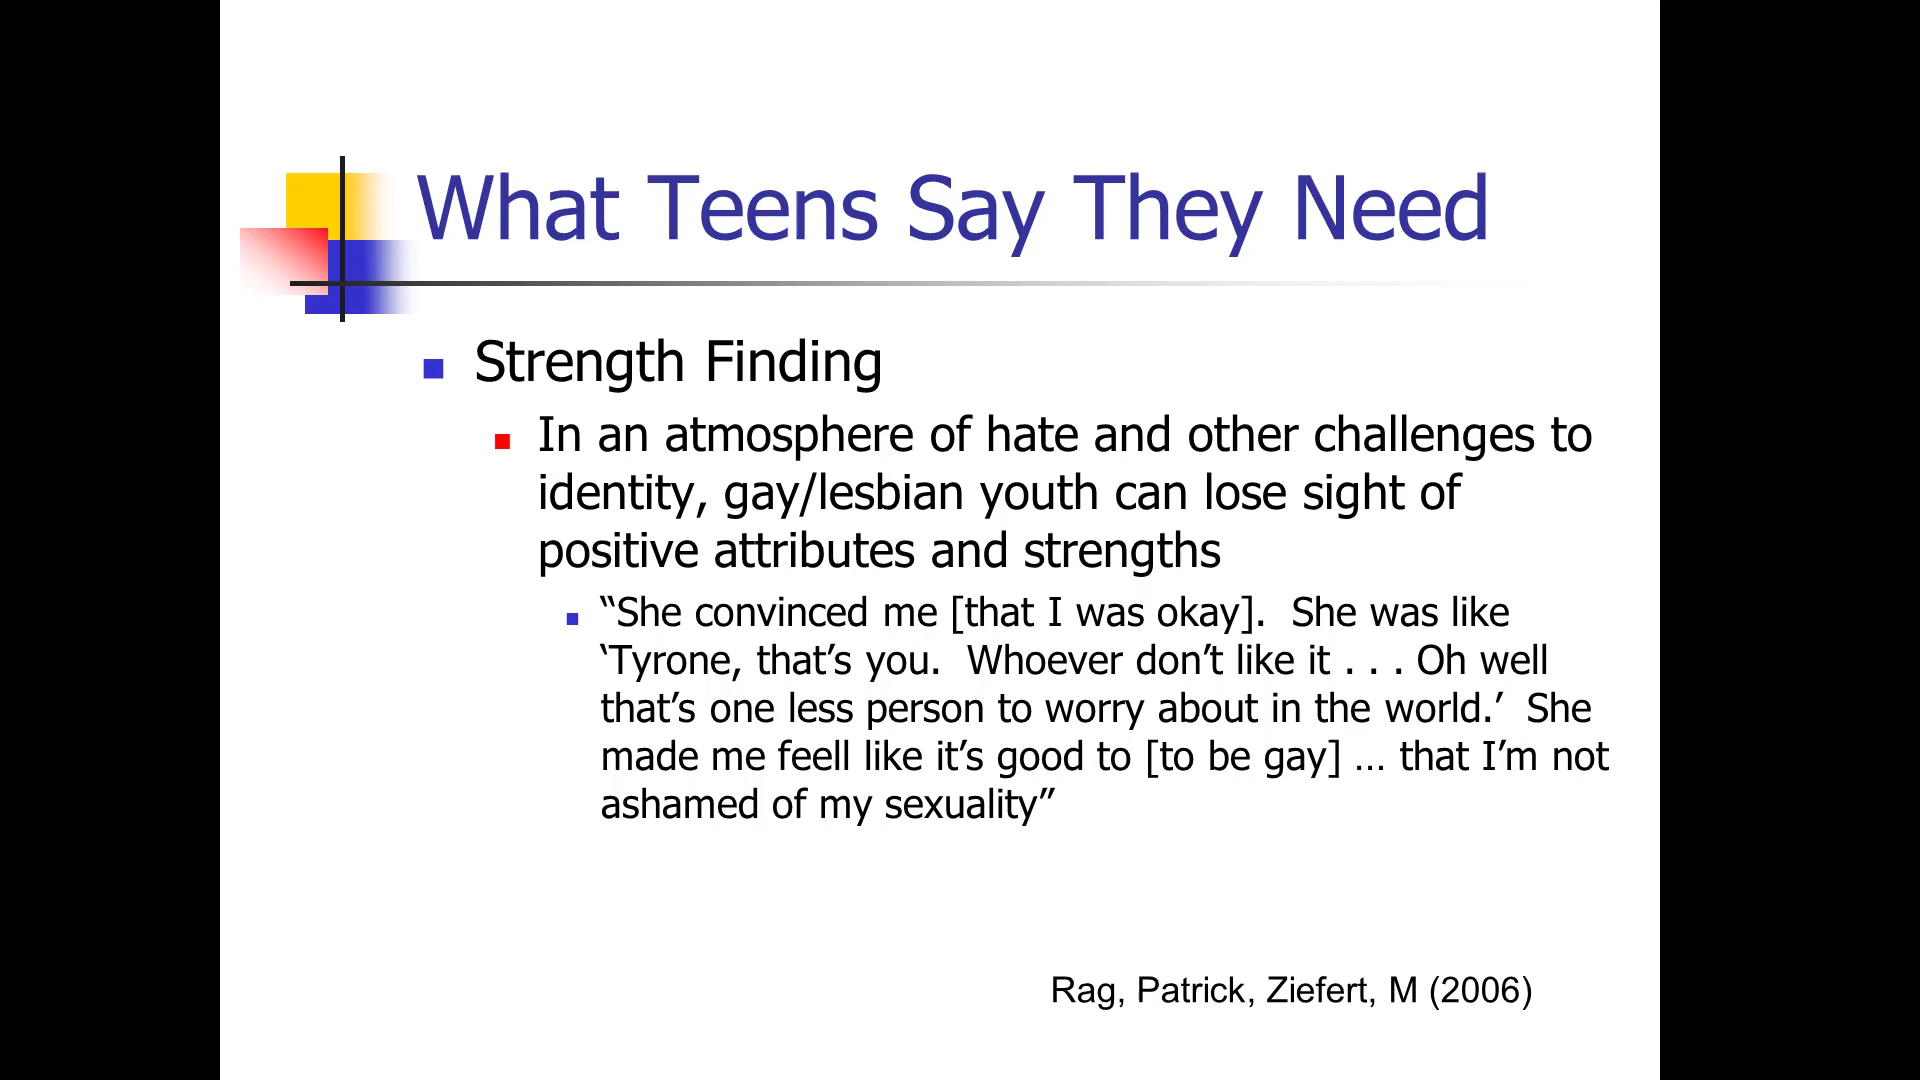 What Teens Say They Need
Strength Finding
In an atmosphere of hate and other challenges to
identity, gay/lesbian youth can lose sight of
positive attributes and strengths
“She convinced me [that I was okay].  She was like
‘Tyrone, that’s you.  Whoever don’t like it . . . Oh well
that’s one less person to worry about in the world.’  She
made me feell like it’s good to [to be gay] … that I’m not
ashamed of my sexuality”
Rag, Patrick, Ziefert, M (2006)